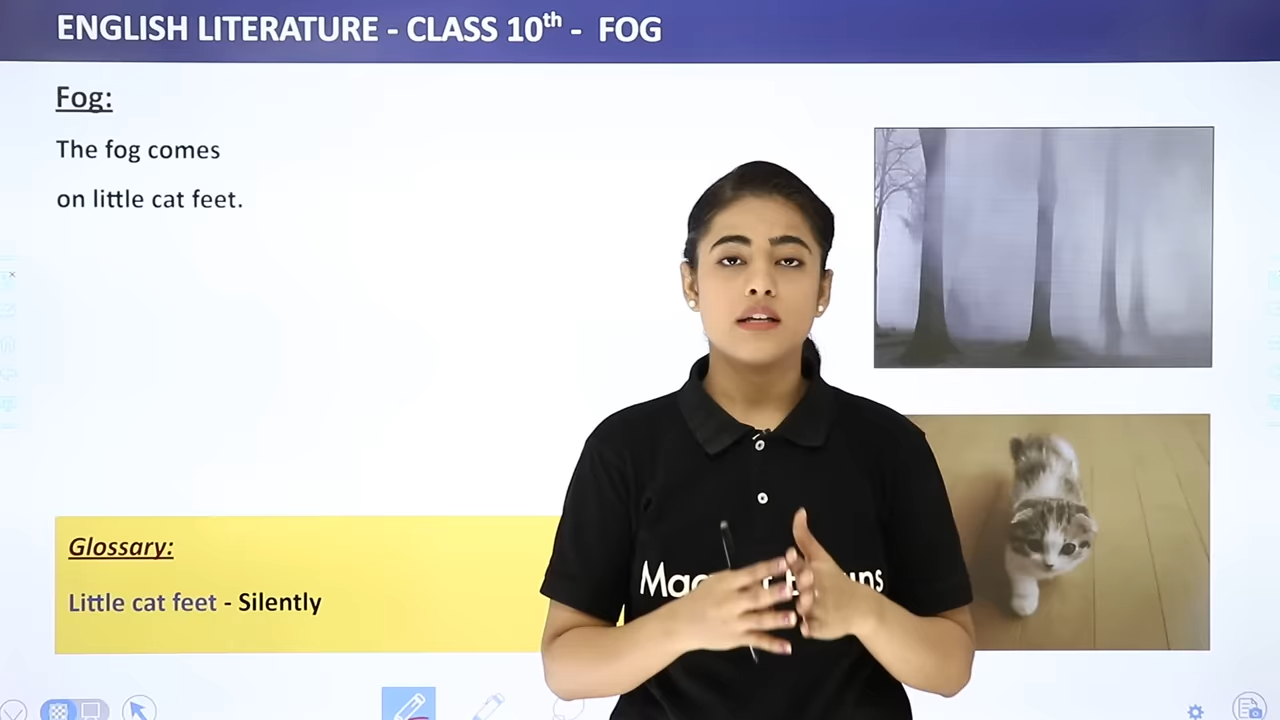 ENGLISH LITERATURE - CLASS 10th - FOG
Fog:
The fog comes
on little cat feet.
Glossary:
Little cat feet - Silently